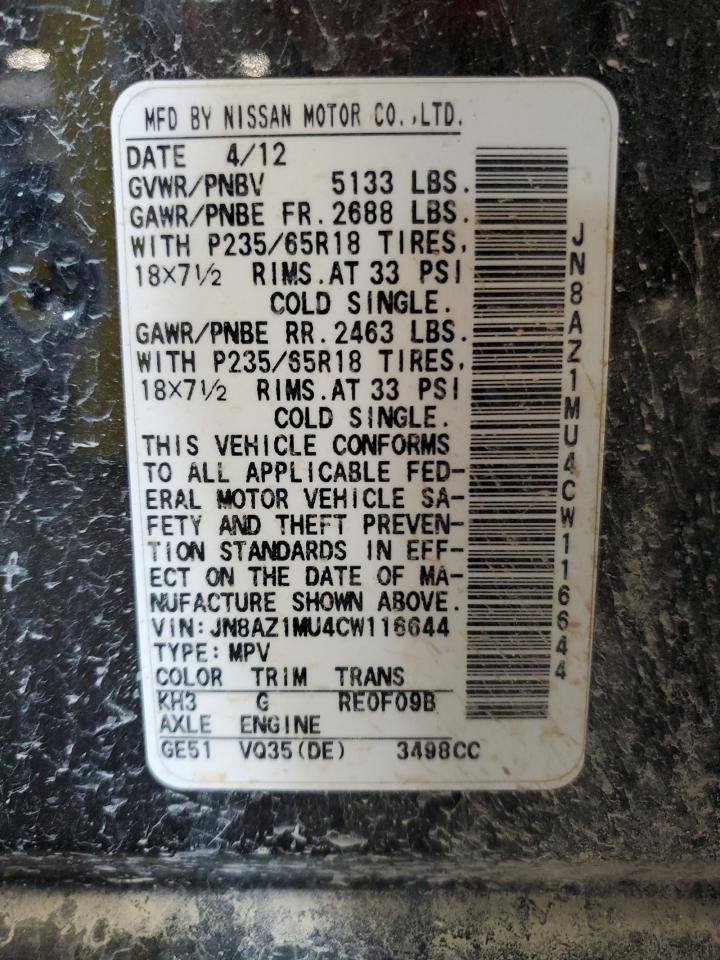 MFD BY NISSAN MOTOR CO.,LTD.
DATE 4/12
GVWR/PNBV 5133 LBS.
GAWR/PNBE FR.2688 LBS.
WITH P235/65R18 TIRES,
18×7½ RIMS.AT 33 PSI
COLD SINGLE.
GAWR/PNBE RR.2463 LBS.
WITH P235/65R18 TIRES,
18×7½ RIMS.AT 33 PSI
COLD SINGLE.
THIS VEHICLE CONFORMS
TO ALL APPLICABLE FED-
ERAL MOTOR VEHICLE SA-
FETY AND THEFT PREVEN-
TION STANDARDS IN EFF-
ECT ON THE DATE OF MA-
NUFACTURE SHOWN ABOVE.
VIN:JN8AZ1MU4CW116644
TYPE:MPV
COLOR TRIM TRANS
KH3 G RE0F09B
AXLE ENGINE
GE51 VQ35(DE) 3498CC
JN8AZ1MU4CW116644